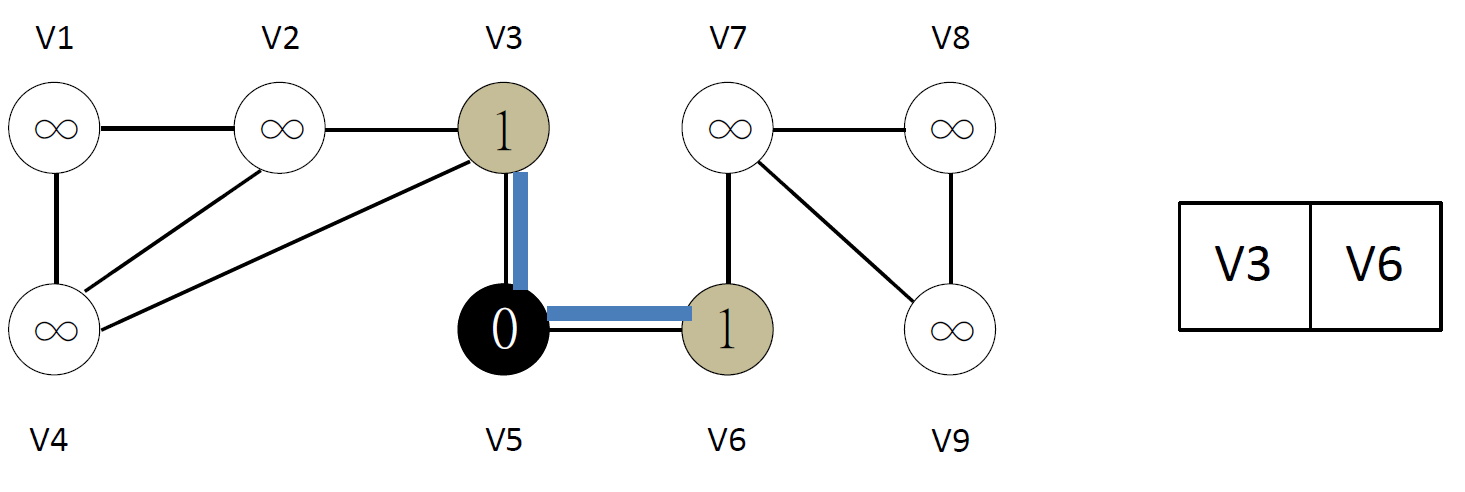 V1 V2 V3 V7 V8
∞ ∞ 1 ∞ ∞
V3 V6
∞ 0 1 ∞
V4 V5 V6 V9